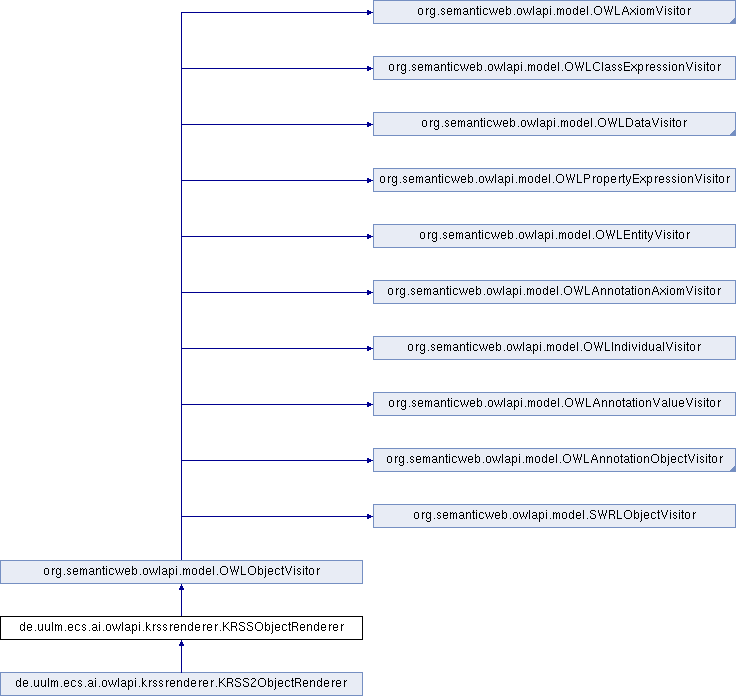 org.semanticweb.owlapi.model.OWLAxiomVisitor
org.semanticweb.owlapi.model.OWLClassExpressionVisitor
org.semanticweb.owlapi.model.OWLDataVisitor
org.semanticweb.owlapi.model.OWLPropertyExpressionVisitor
org.semanticweb.owlapi.model.OWLEntityVisitor
org.semanticweb.owlapi.model.OWLAnnotationAxiomVisitor
org.semanticweb.owlapi.model.OWLIndividualVisitor
org.semanticweb.owlapi.model.OWLAnnotationValueVisitor
org.semanticweb.owlapi.model.OWLAnnotationObjectVisitor
org.semanticweb.owlapi.model.SWRLObjectVisitor
org.semanticweb.owlapi.model.OWLObjectVisitor
de.uulm.ecs.ai.owlapi.krssrenderer.KRSSObjectRenderer
de.uulm.ecs.ai.owlapi.krssrenderer.KRSS2ObjectRenderer